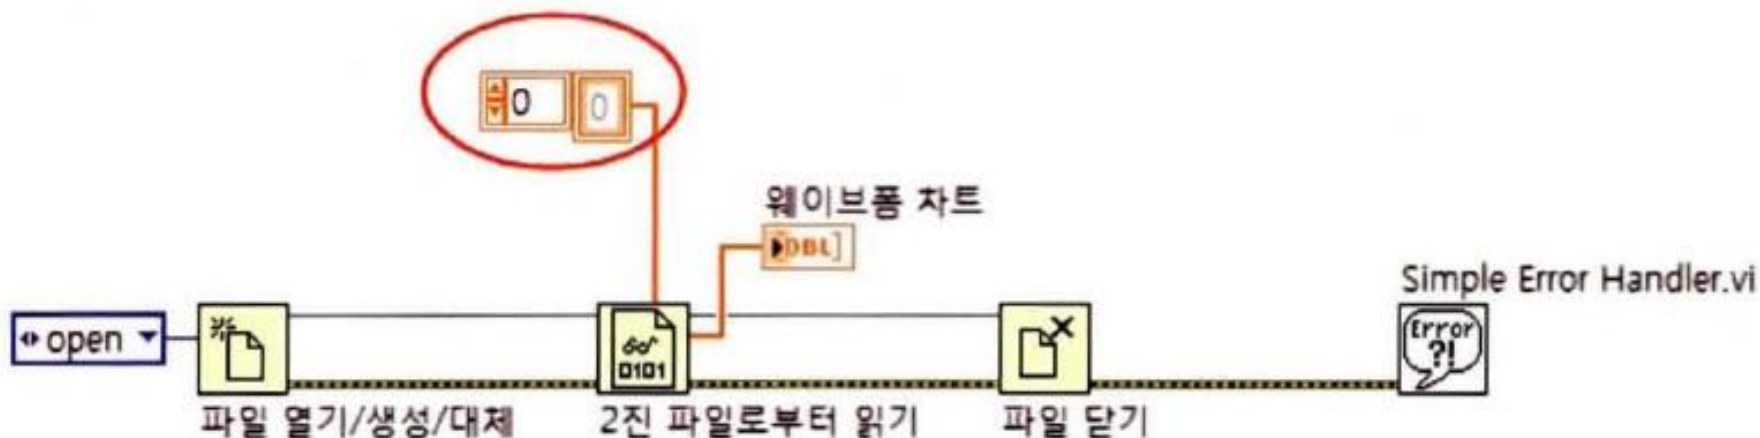 0 0
웨이브폼 차트
DBL
Simple Error Handler.vi
open
0101
Error
?!
파일 열기/생성/대체
2진 파일로부터 읽기
파일 닫기